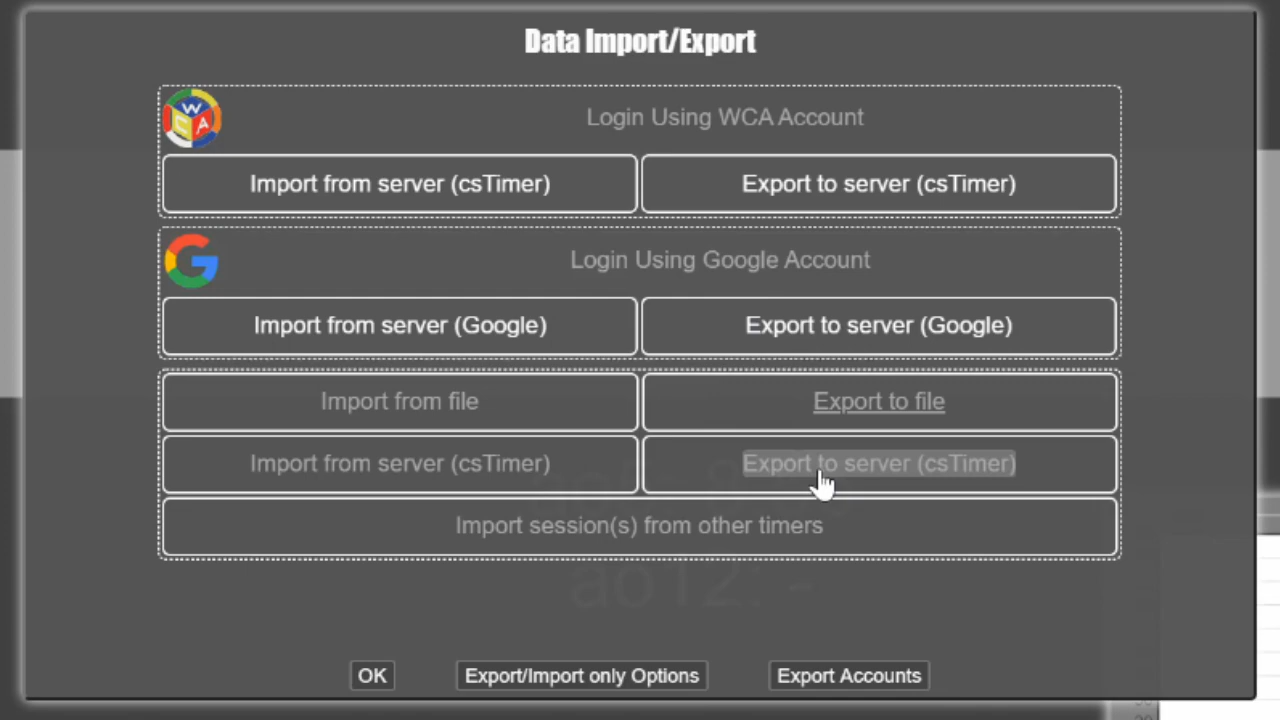 Data Import/Export
WCA
Login Using WCA Account
Import from server (csTimer)
Export to server (csTimer)
Login Using Google Account
Import from server (Google)
Export to server (Google)
Import from file
Export to file
Import from server (csTimer)
Export to server (csTimer)
Import session(s) from other timers
ao12: -
OK
Export/Import only Options
Export Accounts